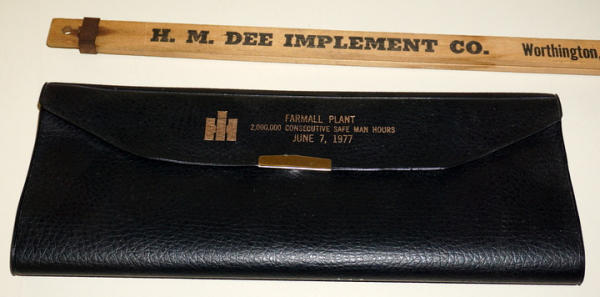 H. M. DEE IMPLEMENT CO. Worthington,
FARMALL PLANT
2,000,000 CONSECUTIVE SAFE MAN HOURS
JUNE 7, 1977